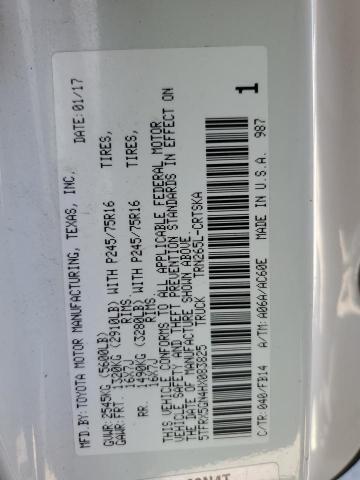 MFD.BY:TOYOTA MOTOR MANUFACTURING, TEXAS, INC. DATE: 01/17
GVWR: 2545KG (5600LB)
GAWR: FRT. 1320KG (2910LB) WITH P245/75R16 TIRES,
16X7J RIMS,
RR. 1490KG (3280LB) WITH P245/75R16 TIRES,
16X7J RIMS,
THIS VEHICLE CONFORMS TO ALL APPLICABLE FEDERAL MOTOR
VEHICLE SAFETY AND THEFT PREVENTION STANDARDS IN EFFECT ON
THE DATE OF MANUFACTURE SHOWN ABOVE.
5TFRX5GN4HX083825 TRUCK TRN265L-CRTSKA
1
C/TR:040/FB14 A/TM:A06A/AC60E MADE IN U.S.A. 987